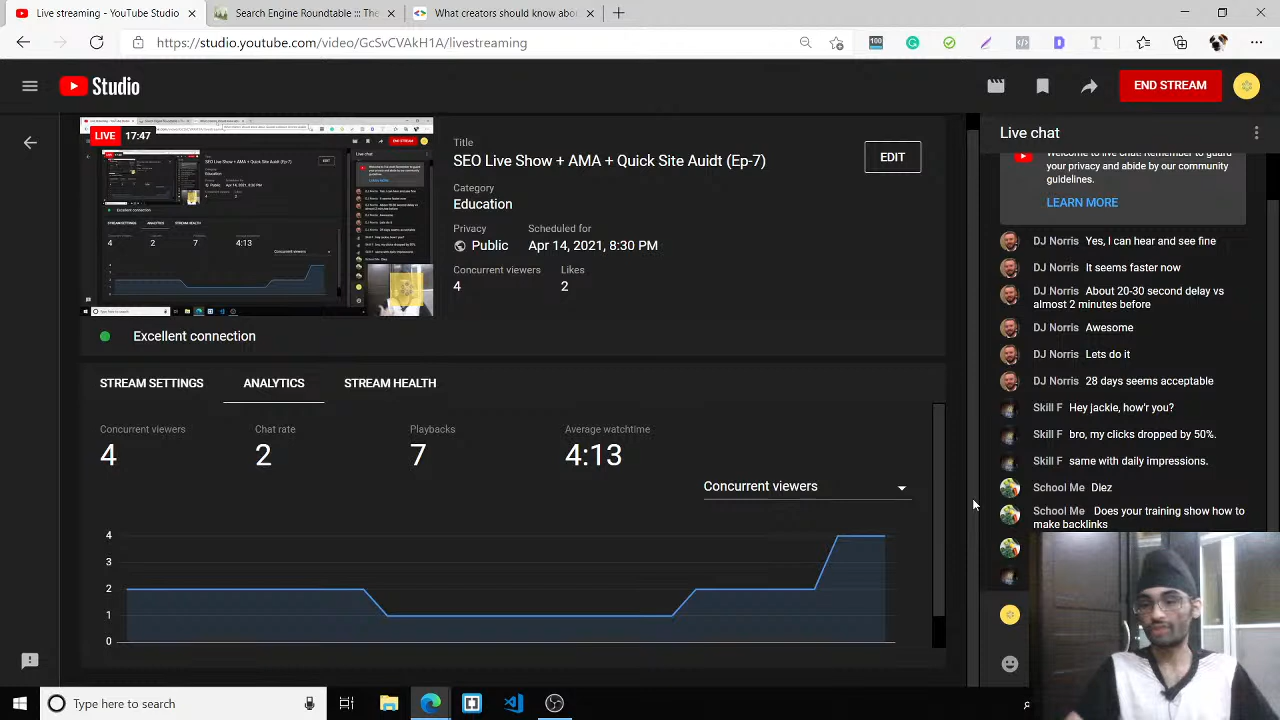 Live streaming - YouTube Studio
Search Engine Roundtable ::: The
What creators should know abou
https://studio.youtube.com/video/GcSvCVAkH1A/livestreaming
100
Studio
END STREAM
LIVE 17:47
Title
SEO Live Show + AMA + Quick Site Auidt (Ep-7)
EDIT
Category
Education
Privacy
Scheduled for
Public
Apr 14, 2021, 8:30 PM
Concurrent viewers
Likes
4
2
Excellent connection
STREAM SETTINGS
ANALYTICS
STREAM HEALTH
Concurrent viewers
Chat rate
Playbacks
Average watchtime
4
2
7
4:13
Concurrent viewers
4
3
2
1
0
Live chat
your and abide by our community
guidelines.
LEARN MORE
DJ Norris Yes, I can hear and see fine
DJ Norris It seems faster now
DJ Norris About 20-30 second delay vs
almost 2 minutes before
DJ Norris Awesome
DJ Norris Lets do it
DJ Norris 28 days seems acceptable
Skill F Hey jackie, how'r you?
Skill F bro, my clicks dropped by 50%.
Skill F same with daily impressions.
School Me Diez
School Me Does your training show how to
make backlinks
Type here to search